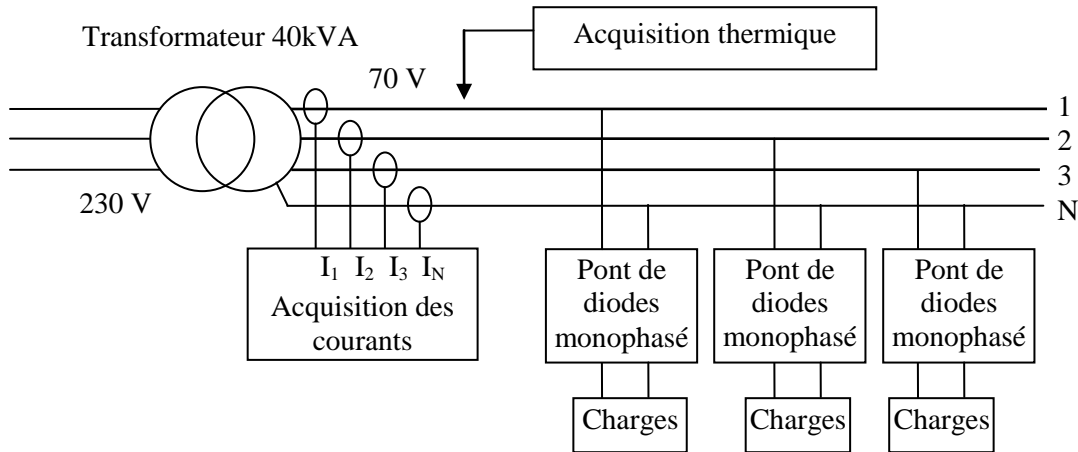 Transformateur 40kVA
Acquisition thermique
70 V
1
2
3
230 V
N
I₁ I₂ I₃ I_N
Acquisition des
courants
Pont de
diodes
monophasé
Pont de
diodes
monophasé
Pont de
diodes
monophasé
Charges
Charges
Charges